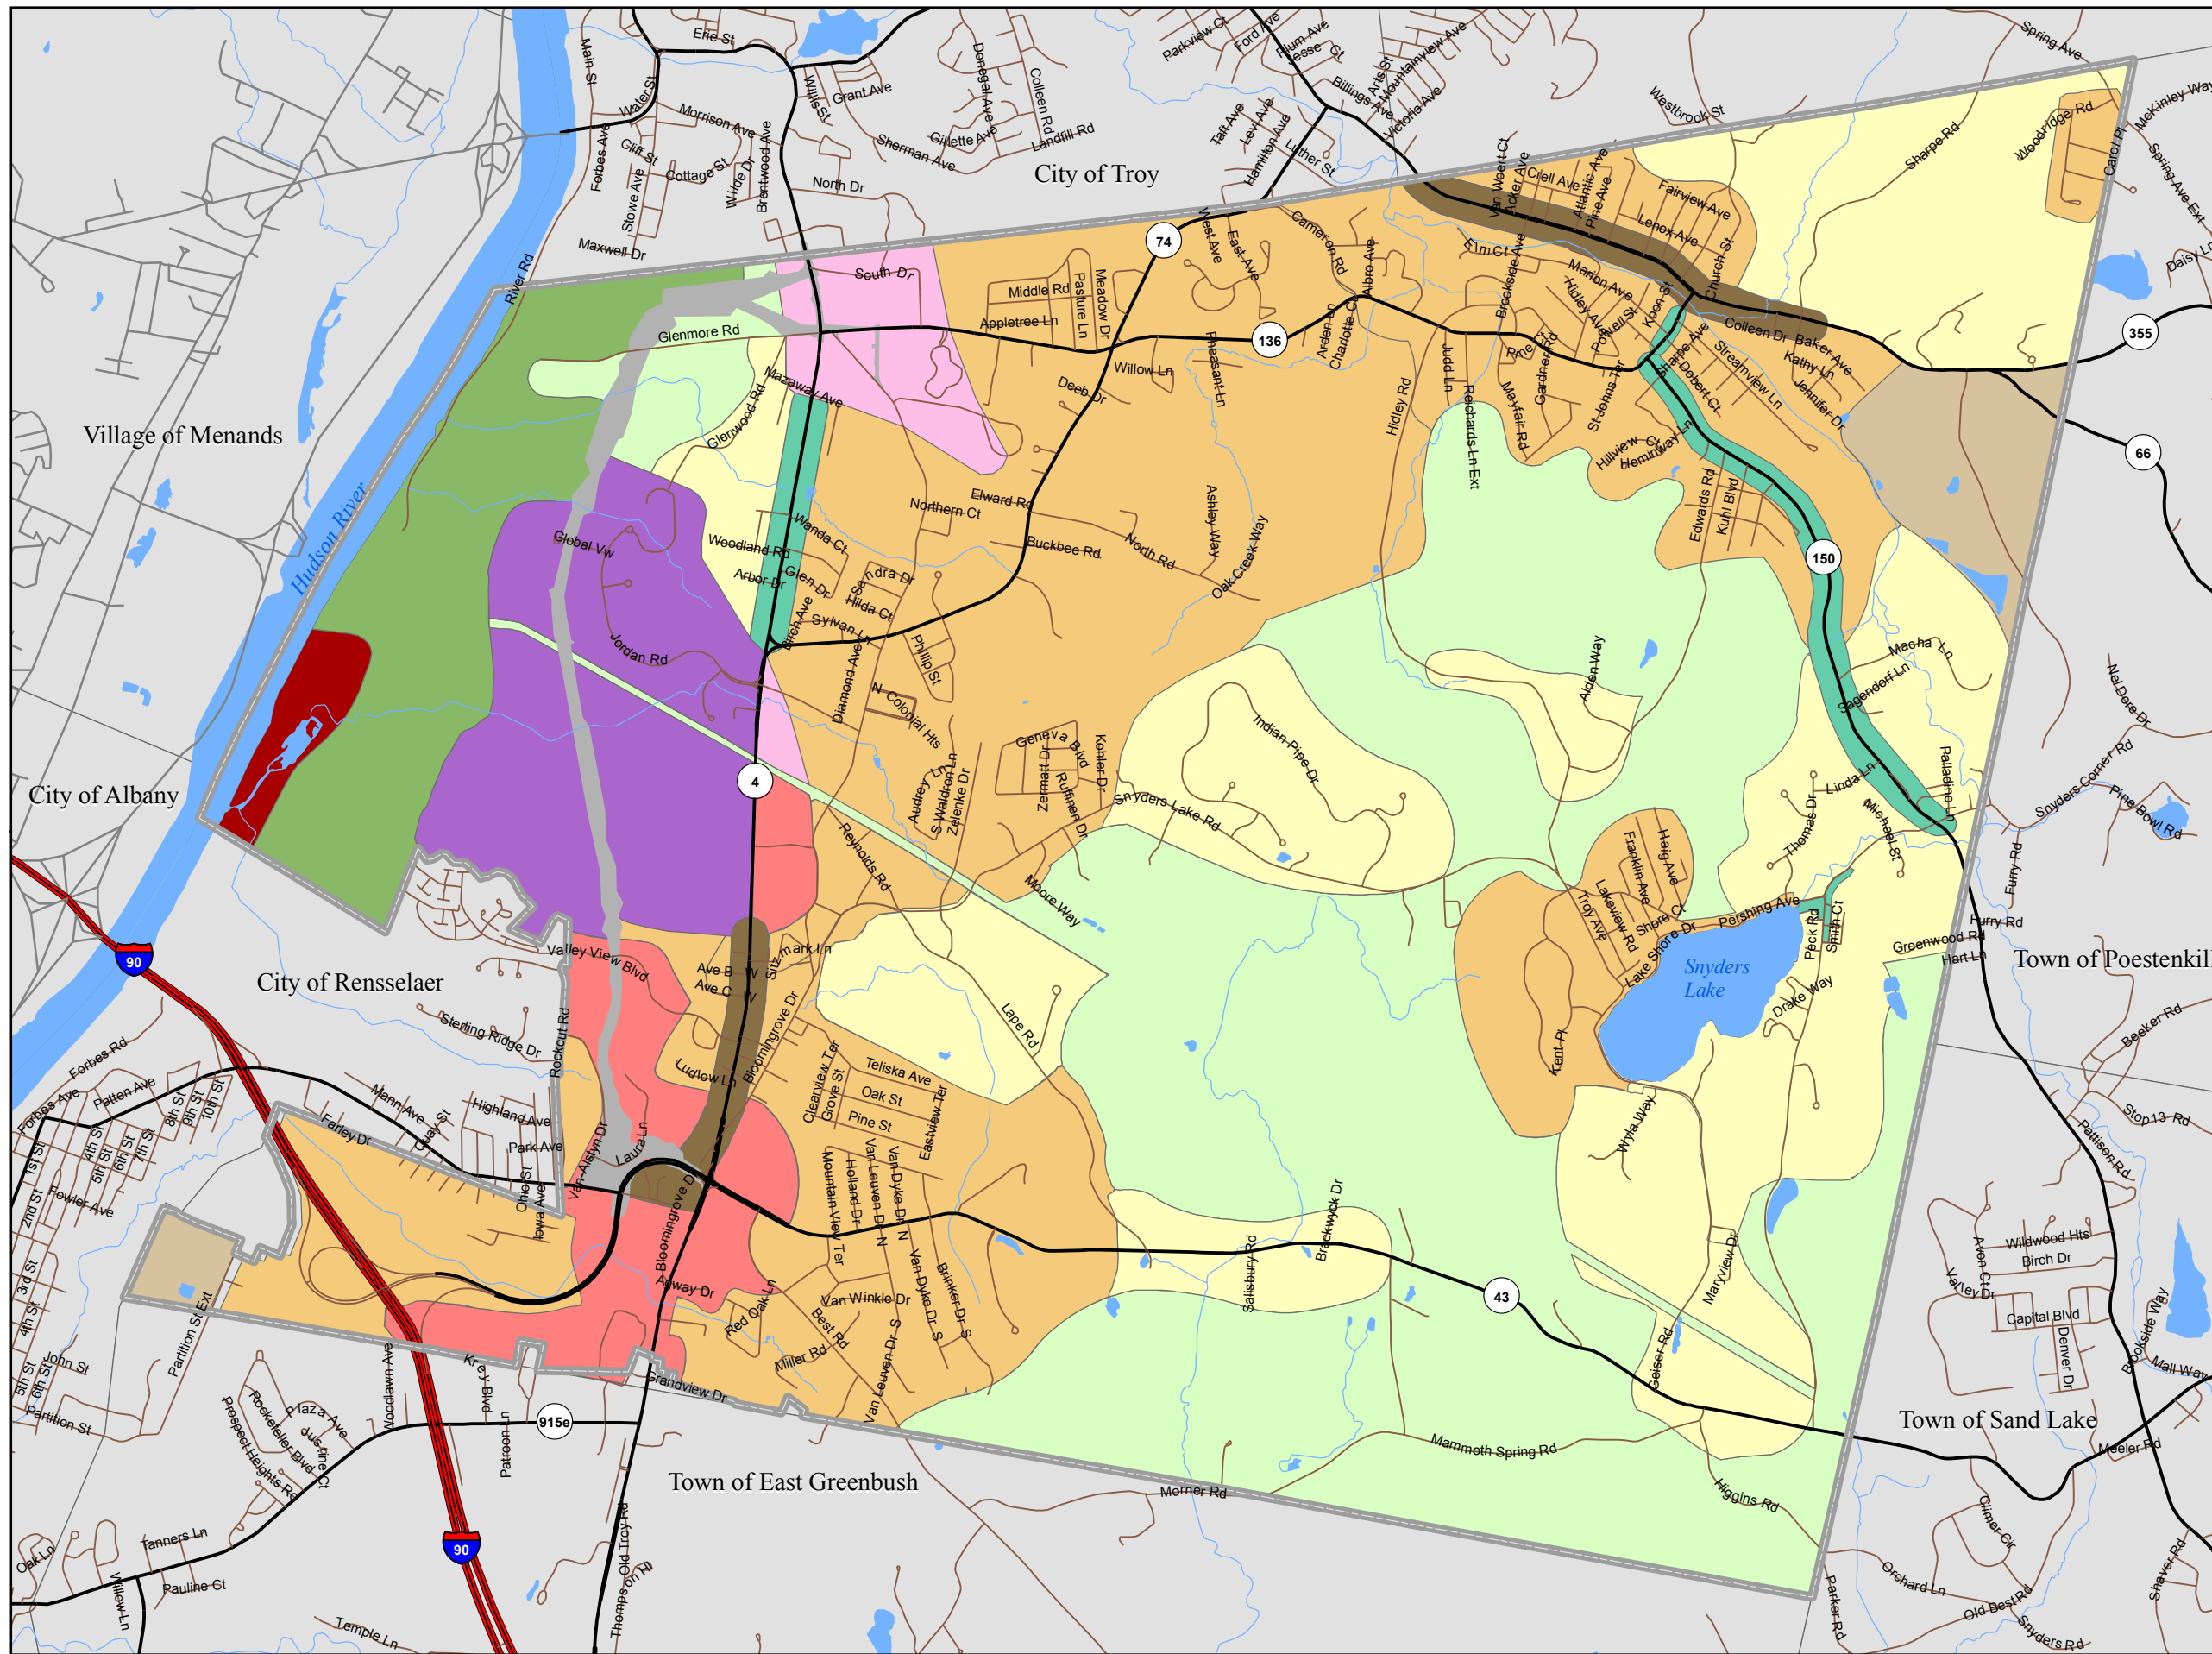 Erie St
Main St
Water St
Morrison Ave
Cliff St
Forbes Ave
Stowe Ave
Cottage St
Wilde Dr
Brentwood Ave
Maxwell Dr
River Rd
Willis St
Grant Ave
Sherman Ave
Gillette Ave
Donegal Ave
Colleen Rd
Landfill Rd
North Dr
City of Troy
Parkview Ct
Ford Ave
Plum Ave
Jesse Ct
Arts St
Mountainview Ave
Billings Ave
Victoria Ave
Taft Ave
Levi Ave
Hamilton Ave
Luther St
Westbrook St
Spring Ave
McKinley Way
Woodridge Rd
Carol Pl
Spring Ave Ext
Daisy Ln
Sharpe Rd
Van Woert Ct
Acker Ave
Crell Ave
Atlantic Ave
Pine Ave
Fairview Ave
Lenox Ave
Church St
Elm Ct
Brookside Ave
Marion Ave
Hidley Ave
Powell St
Koon St
Colleen Dr
Baker Ave
Kathy Ln
Jennifer Dr
Streamview Ln
Sharpe Ave
Dobert Ct
74
West Ave
East Ave
Cameron Rd
Albro Ave
Arden Ln
Charlotte Ct
136
355
66
South Dr
Middle Rd
Pasture Ln
Meadow Dr
Appletree Ln
Willow Ln
Deeb Dr
Pheasant Ln
Glenmore Rd
Mazaway Ave
Glenwood Rd
Hidley Rd
Judd Ln
Reichards Ln Ext
Mayfair Rd
Pine Ct
Gardner Rd
St Johns Ter
Hillview Ct
Hemingway Ln
Edwards Rd
Kuhl Blvd
150
Village of Menands
Hudson River
Global Vw
Jordan Rd
Woodland Rd
Arbor Dr
Wanda Ct
Glen Dr
Birch Ave
Sylvan Ln
Hilda Ct
Sandra Dr
Northern Ct
Elward Rd
Buckbee Rd
North Rd
Ashley Way
Oak Creek Way
Phillip St
Diamond Ave
N Colonial Hts
Geneva Blvd
Zermatt Dr
Ruffinen Dr
Kohler Dr
Audrey Ln
S Waldron Ln
Zelenke Dr
Snyders Lake Rd
Indian Pipe Dr
Alden Way
Macha Ln
Sagendorf Ln
Nel Dore Dr
Linda Ln
Palladino Ln
Michael St
Thomas Dr
Snyders Corner Rd
Pine Bowl Rd
City of Albany
4
Reynolds Rd
Moore Way
Haig Ave
Franklin Ave
Lakeview Rd
Troy Ave
Shore Ct
Lake Shore Dr
Pershing Ave
Peck Rd
Smith Ct
Furry Rd
Furry Rd
Greenwood Rd
Hart Ln
Town of Poestenkill
Snyders
Lake
Drake Way
Kent Pl
90
City of Rensselaer
Valley View Blvd
Ave B W
Ave C W
Sitzmark Ln
Lape Rd
Bloomingrove Dr
Sterling Ridge Dr
Rockcut Rd
Ludlow Ln
Clearview Ter
Grove St
Teliska Ave
Oak St
Pine St
Eastview Ter
Beeker Rd
Stop13 Rd
Pattison Rd
Wyla Way
Forbes Rd
Forbes Ave
Patten Ave
8th St
9th St
10th St
1st St
4th St
5th St
6th St
7th St
2nd St
Fowler Ave
3rd St
4th St
5th St
6th St
John St
Partition St
Partition St Ext
Farley Dr
Mann Ave
Quay St
Highland Ave
Park Ave
Ohio St
Iowa Ave
Van Alstyn Dr
Laura Ln
Bloomingrove Dr
Agway Dr
Mountain View Ter
Holland Dr
Van Leuven Dr N
Van Dyke Dr N
Van Dyke Dr S
Brinker Dr S
Van Winkle Dr
Red Oak Ln
Best Rd
Miller Rd
Van Leuven Dr S
Grandview Dr
Salisbury Rd
Brackwyck Dr
43
Maryview Dr
Geiser Rd
Wildwood Hts
Avon Ct
Birch Dr
Valley Dr
Capital Blvd
Denver Dr
Brookside Way
Mall Way
Town of Sand Lake
Meeler Rd
Mammoth Spring Rd
Higgins Rd
Morner Rd
Town of East Greenbush
Woodlawn Ave
Krey Blvd
Patroon Ln
915e
Plaza Ave
Justine Ct
Rockefeller Blvd
Prospect Heights Rd
90
Oak Ln
Tanners Ln
Willow Ln
Pauline Ct
Temple Ln
Old Troy Rd
Thompson Hl
Climer Cir
Orchard Ln
Old Best Rd
Snyders Rd
Parker Rd
Shaver Rd